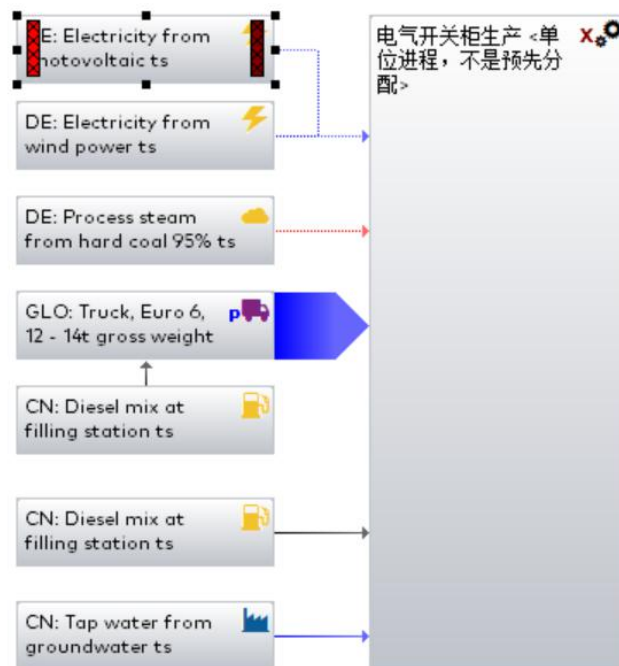 DE: Electricity from
photovoltaic ts
电气开关柜生产 <单
位进程，不是预先分
配>
X
DE: Electricity from
wind power ts
DE: Process steam
from hard coal 95% ts
GLO: Truck, Euro 6,
12 - 14t gross weight
p
CN: Diesel mix at
filling station ts
CN: Diesel mix at
filling station ts
CN: Tap water from
groundwater ts